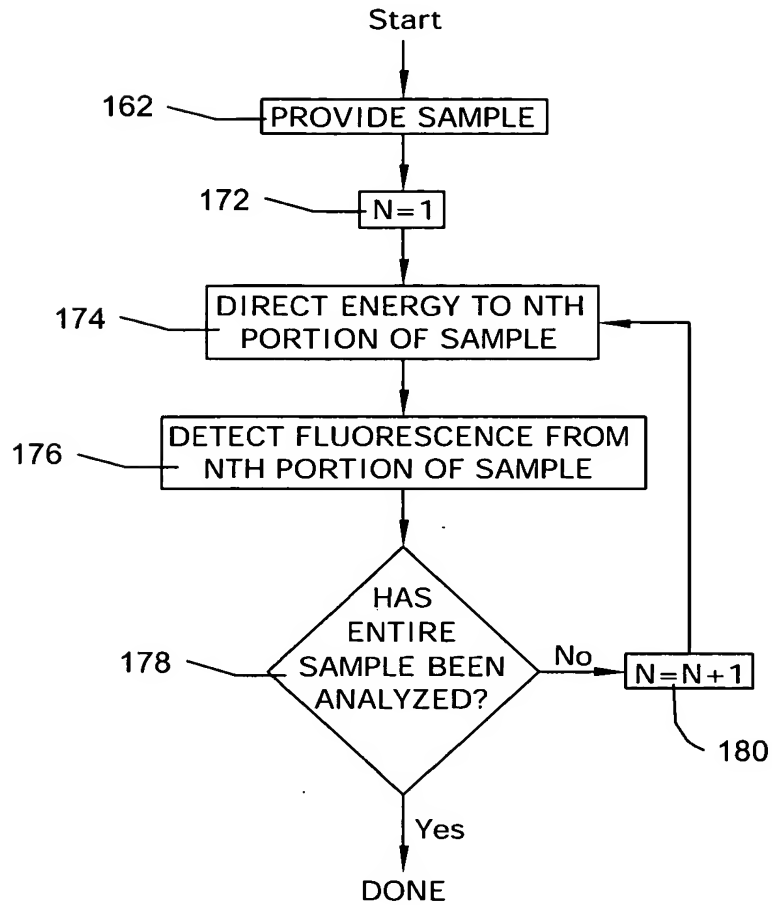 Start
162
PROVIDE SAMPLE
172
N=1
174
DIRECT ENERGY TO NTH
PORTION OF SAMPLE
176
DETECT FLUORESCENCE FROM
NTH PORTION OF SAMPLE
178
HAS
ENTIRE
SAMPLE BEEN
ANALYZED?
No
N=N+1
180
Yes
DONE